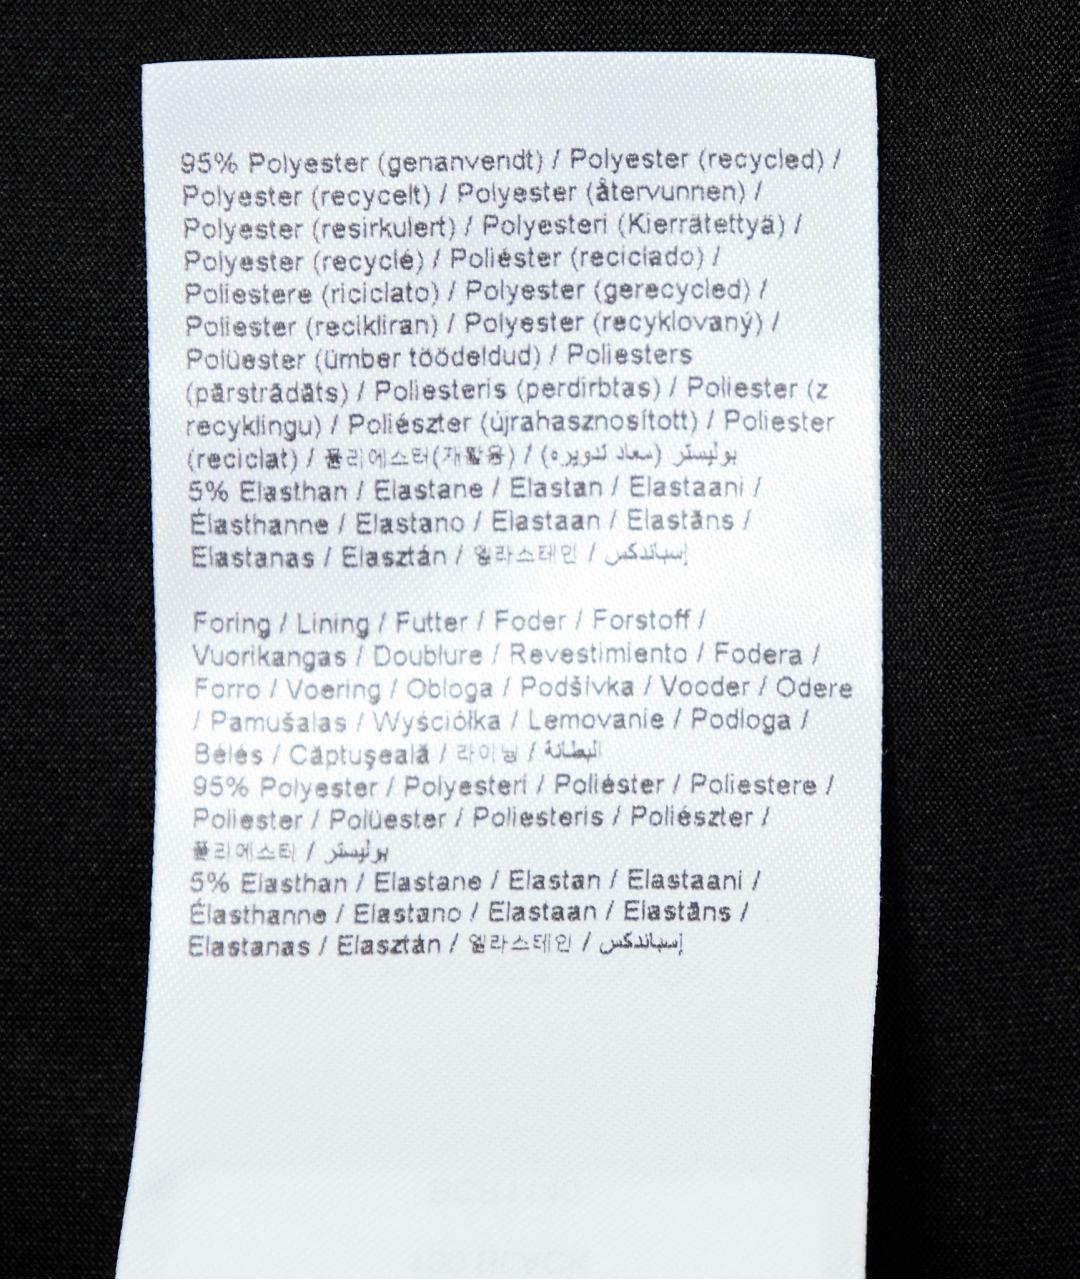 95% Polyester (genanvendt) / Polyester (recycled) /
Polyester (recycelt) / Polyester (återvunnen) /
Polyester (resirkulert) / Polyesteri (Kierrätettyä) /
Polyester (recyclé) / Poliéster (reciclado) /
Poliestere (riciclato) / Polyester (gerecycled) /
Poliester (recikliran) / Polyester (recyklovaný) /
Polüester (ümber töödeldud) / Poliesters
(pārstrādāts) / Poliesteris (perdirbtas) / Poliester (z
recyklingu) / Poliészter (újrahasznosított) / Poliester
(reciclat) / 폴리에스터(재활용) / بوليستر (معاد تدويره)
5% Elasthan / Elastane / Elastan / Elastaani /
Élasthanne / Elastano / Elastaan / Elastāns /
Elastanas / Elasztán / 엘라스테인 / إسباندكس

Foring / Lining / Futter / Foder / Forstoff /
Vuorikangas / Doublure / Revestimiento / Fodera /
Forro / Voering / Obloga / Podšívka / Vooder / Odere
/ Pamušalas / Wyściółka / Lemovanie / Podloga /
Bélés / Căptuşeală / 라이닝 / البطانة
95% Polyester / Polyesteri / Poliéster / Poliestere /
Poliester / Polüester / Poliesteris / Poliészter /
폴리에스터 / بوليستر
5% Elasthan / Elastane / Elastan / Elastaani /
Élasthanne / Elastano / Elastaan / Elastāns /
Elastanas / Elasztán / 엘라스테인 / إسباندكس